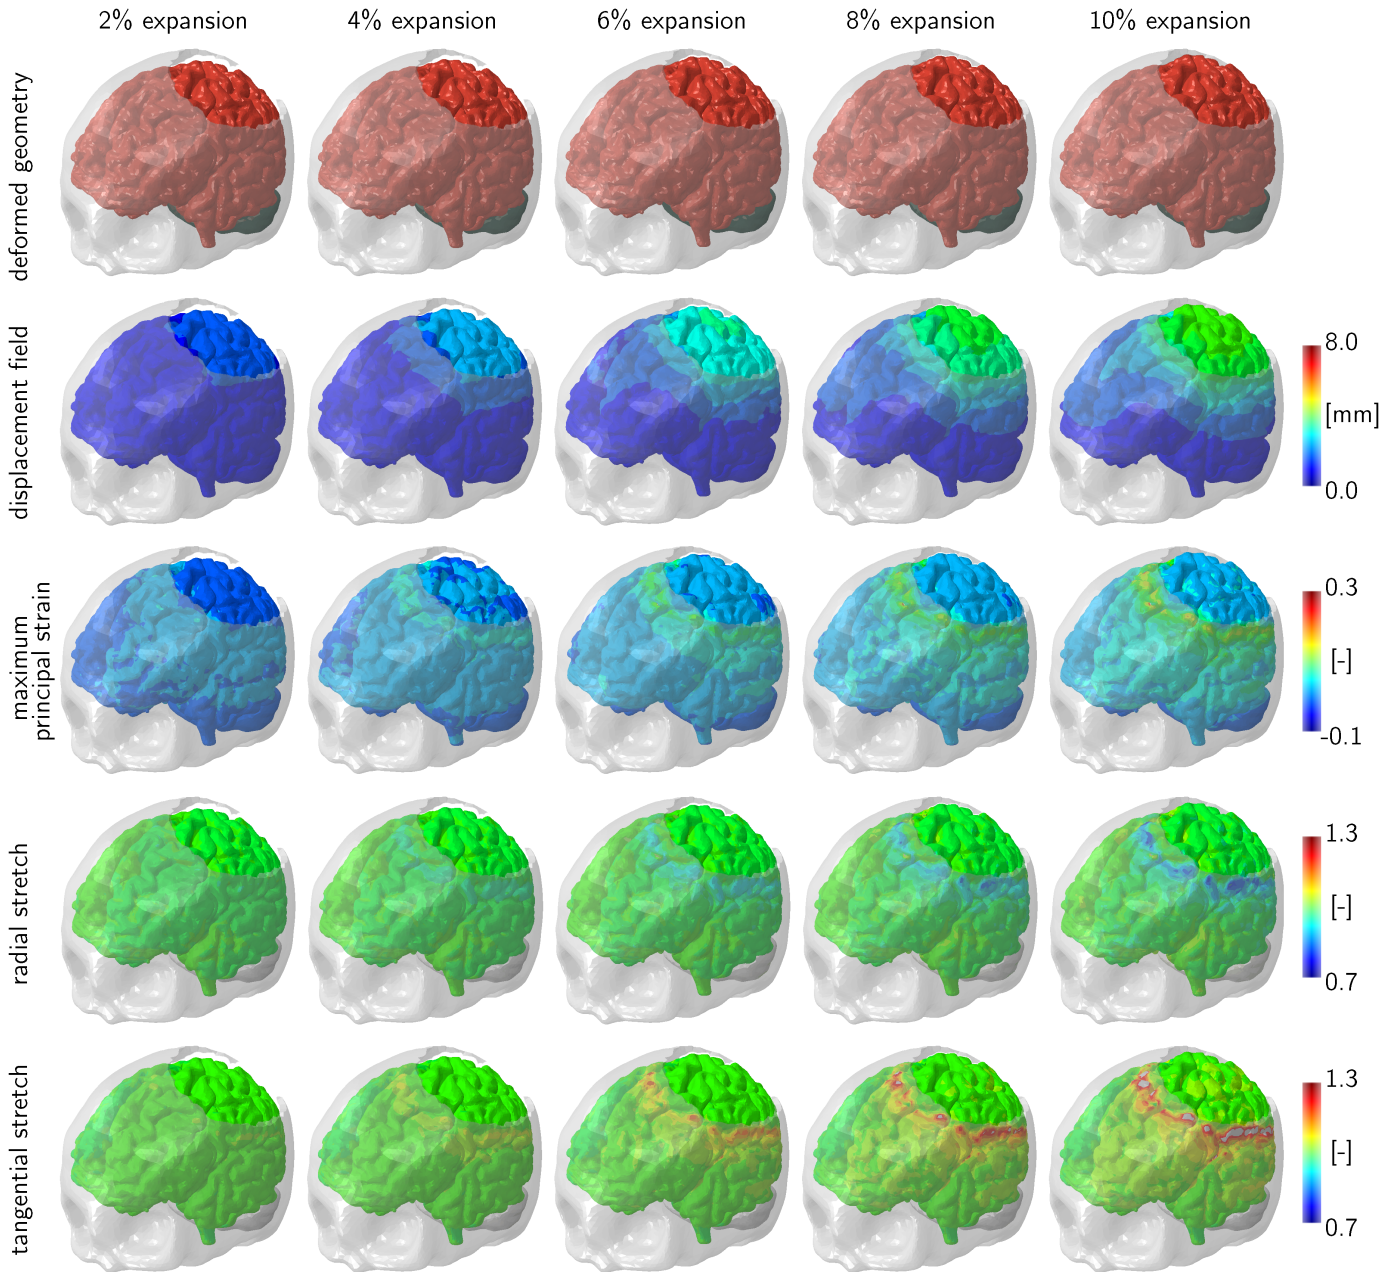 2% expansion
4% expansion
6% expansion
8% expansion
10% expansion
deformed geometry
displacement field
8.0
[mm]
0.0
maximum
principal strain
0.3
[-]
-0.1
radial stretch
1.3
[-]
0.7
tangential stretch
1.3
[-]
0.7